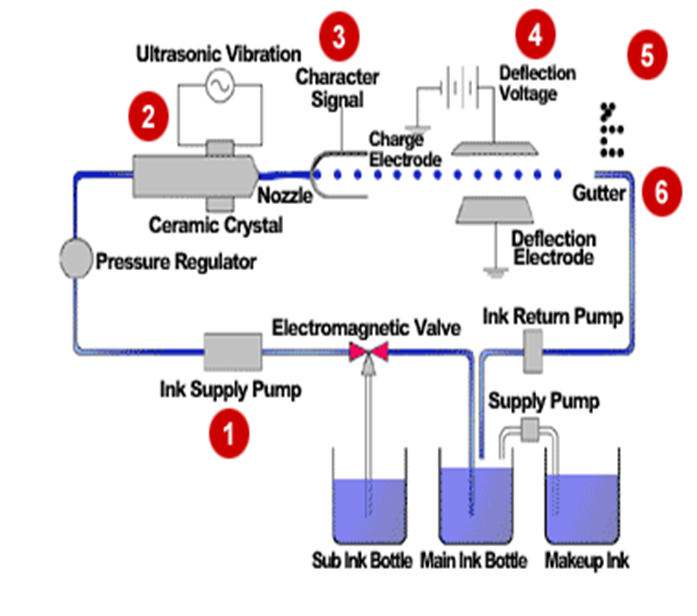 3
4
5
Ultrasonic Vibration
Character
Signal
Deflection
Voltage
2
Charge
Electrode
Nozzle
Gutter
6
Ceramic Crystal
Pressure Regulator
Deflection
Electrode
Electromagnetic Valve
Ink Return Pump
Ink Supply Pump
Supply Pump
1
Sub Ink Bottle
Main Ink Bottle
Makeup Ink